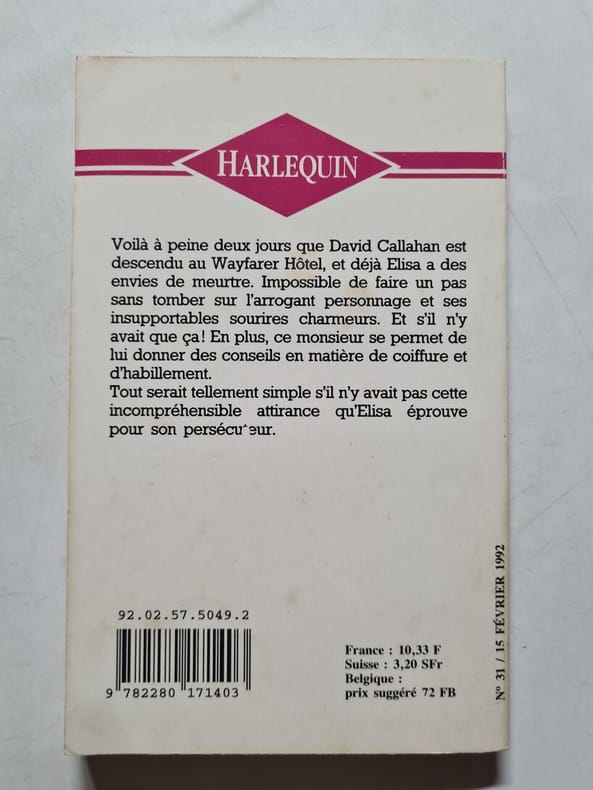 HARLEQUIN
Voilà à peine deux jours que David Callahan est
descendu au Wayfarer Hôtel, et déjà Elisa a des
envies de meurtre. Impossible de faire un pas
sans tomber sur l'arrogant personnage et ses
insupportables sourires charmeurs. Et s'il n'y
avait que ça! En plus, ce monsieur se permet de
lui donner des conseils en matière de coiffure et
d'habillement.
Tout serait tellement simple s'il n'y avait pas cette
incompréhensible attirance qu'Elisa éprouve
pour son persécuteur.
92.02.57.5049.2
9 782280 171403
France : 10,33 F
Suisse : 3,20 SFr
Belgique :
prix suggéré 72 FB
N° 31 / 15 FÉVRIER 1992